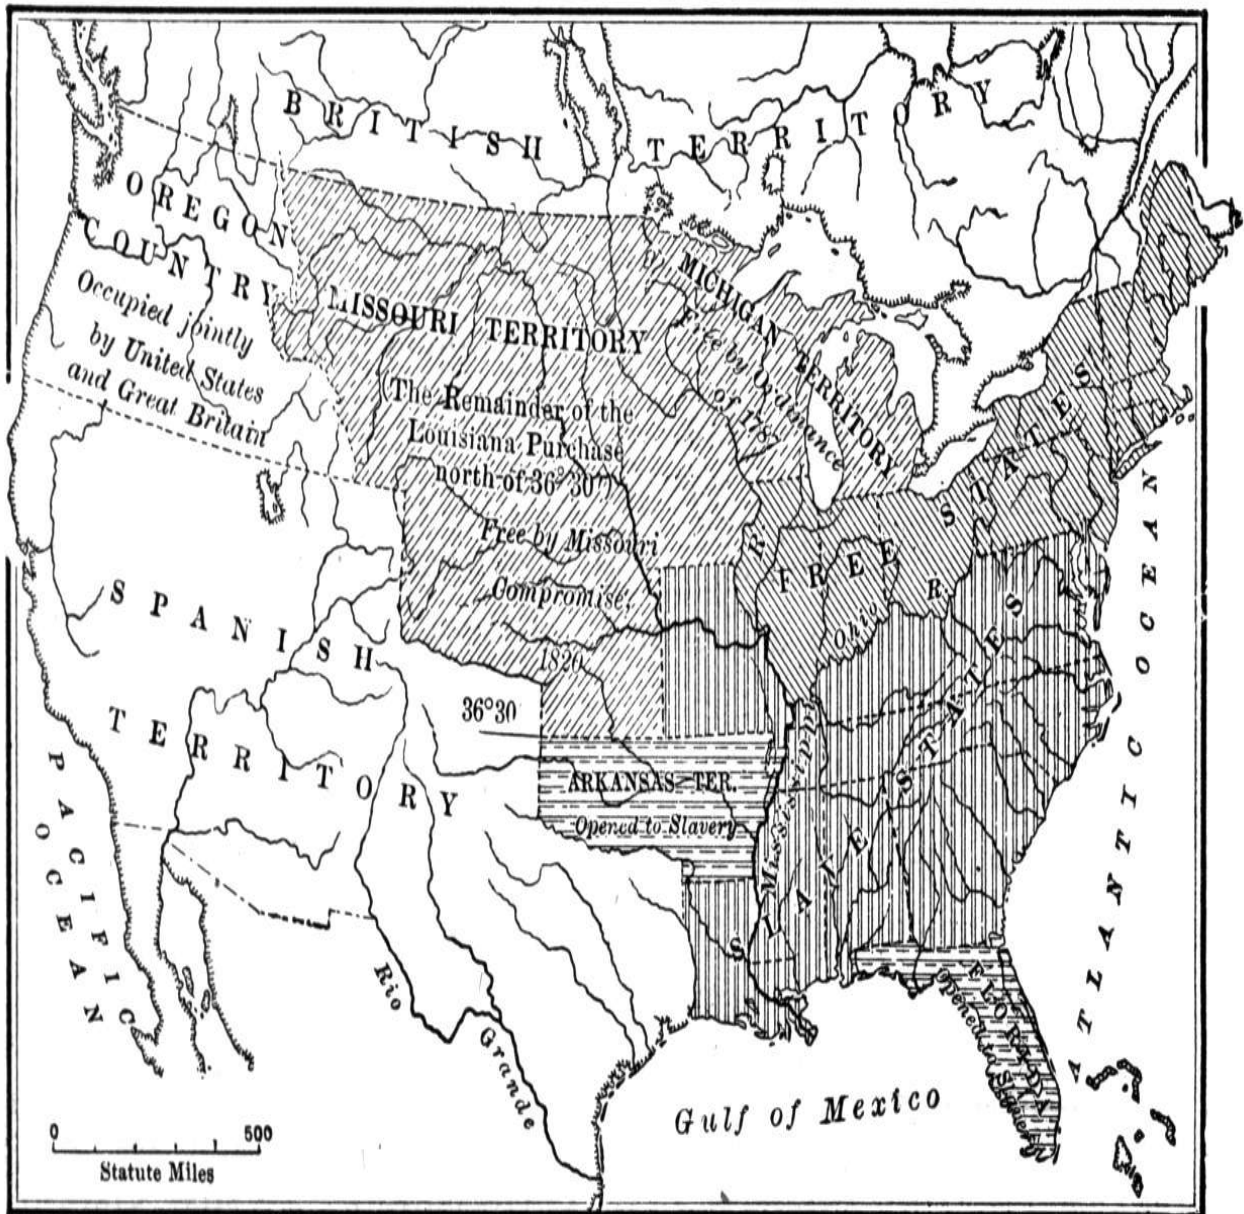 BRITISH TERRITORY
OREGON
COUNTRY
Occupied jointly
by United States
and Great Britain
MISSOURI TERRITORY
(The Remainder of the
Louisiana Purchase
north of 36°30')
Free by Missouri
Compromise,
1820
MICHIGAN TERRITORY
Free by Ordinance
of 1787
FREE STATES
R.
Ohio R.
SPANISH
TERRITORY
36°30
ARKANSAS TER.
Opened to Slavery
SLAVE STATES
Mississippi
FLORIDA
Opened to Slavery
PACIFIC
OCEAN
ATLANTIC OCEAN
Rio Grande
Gulf of Mexico
0 500
Statute Miles